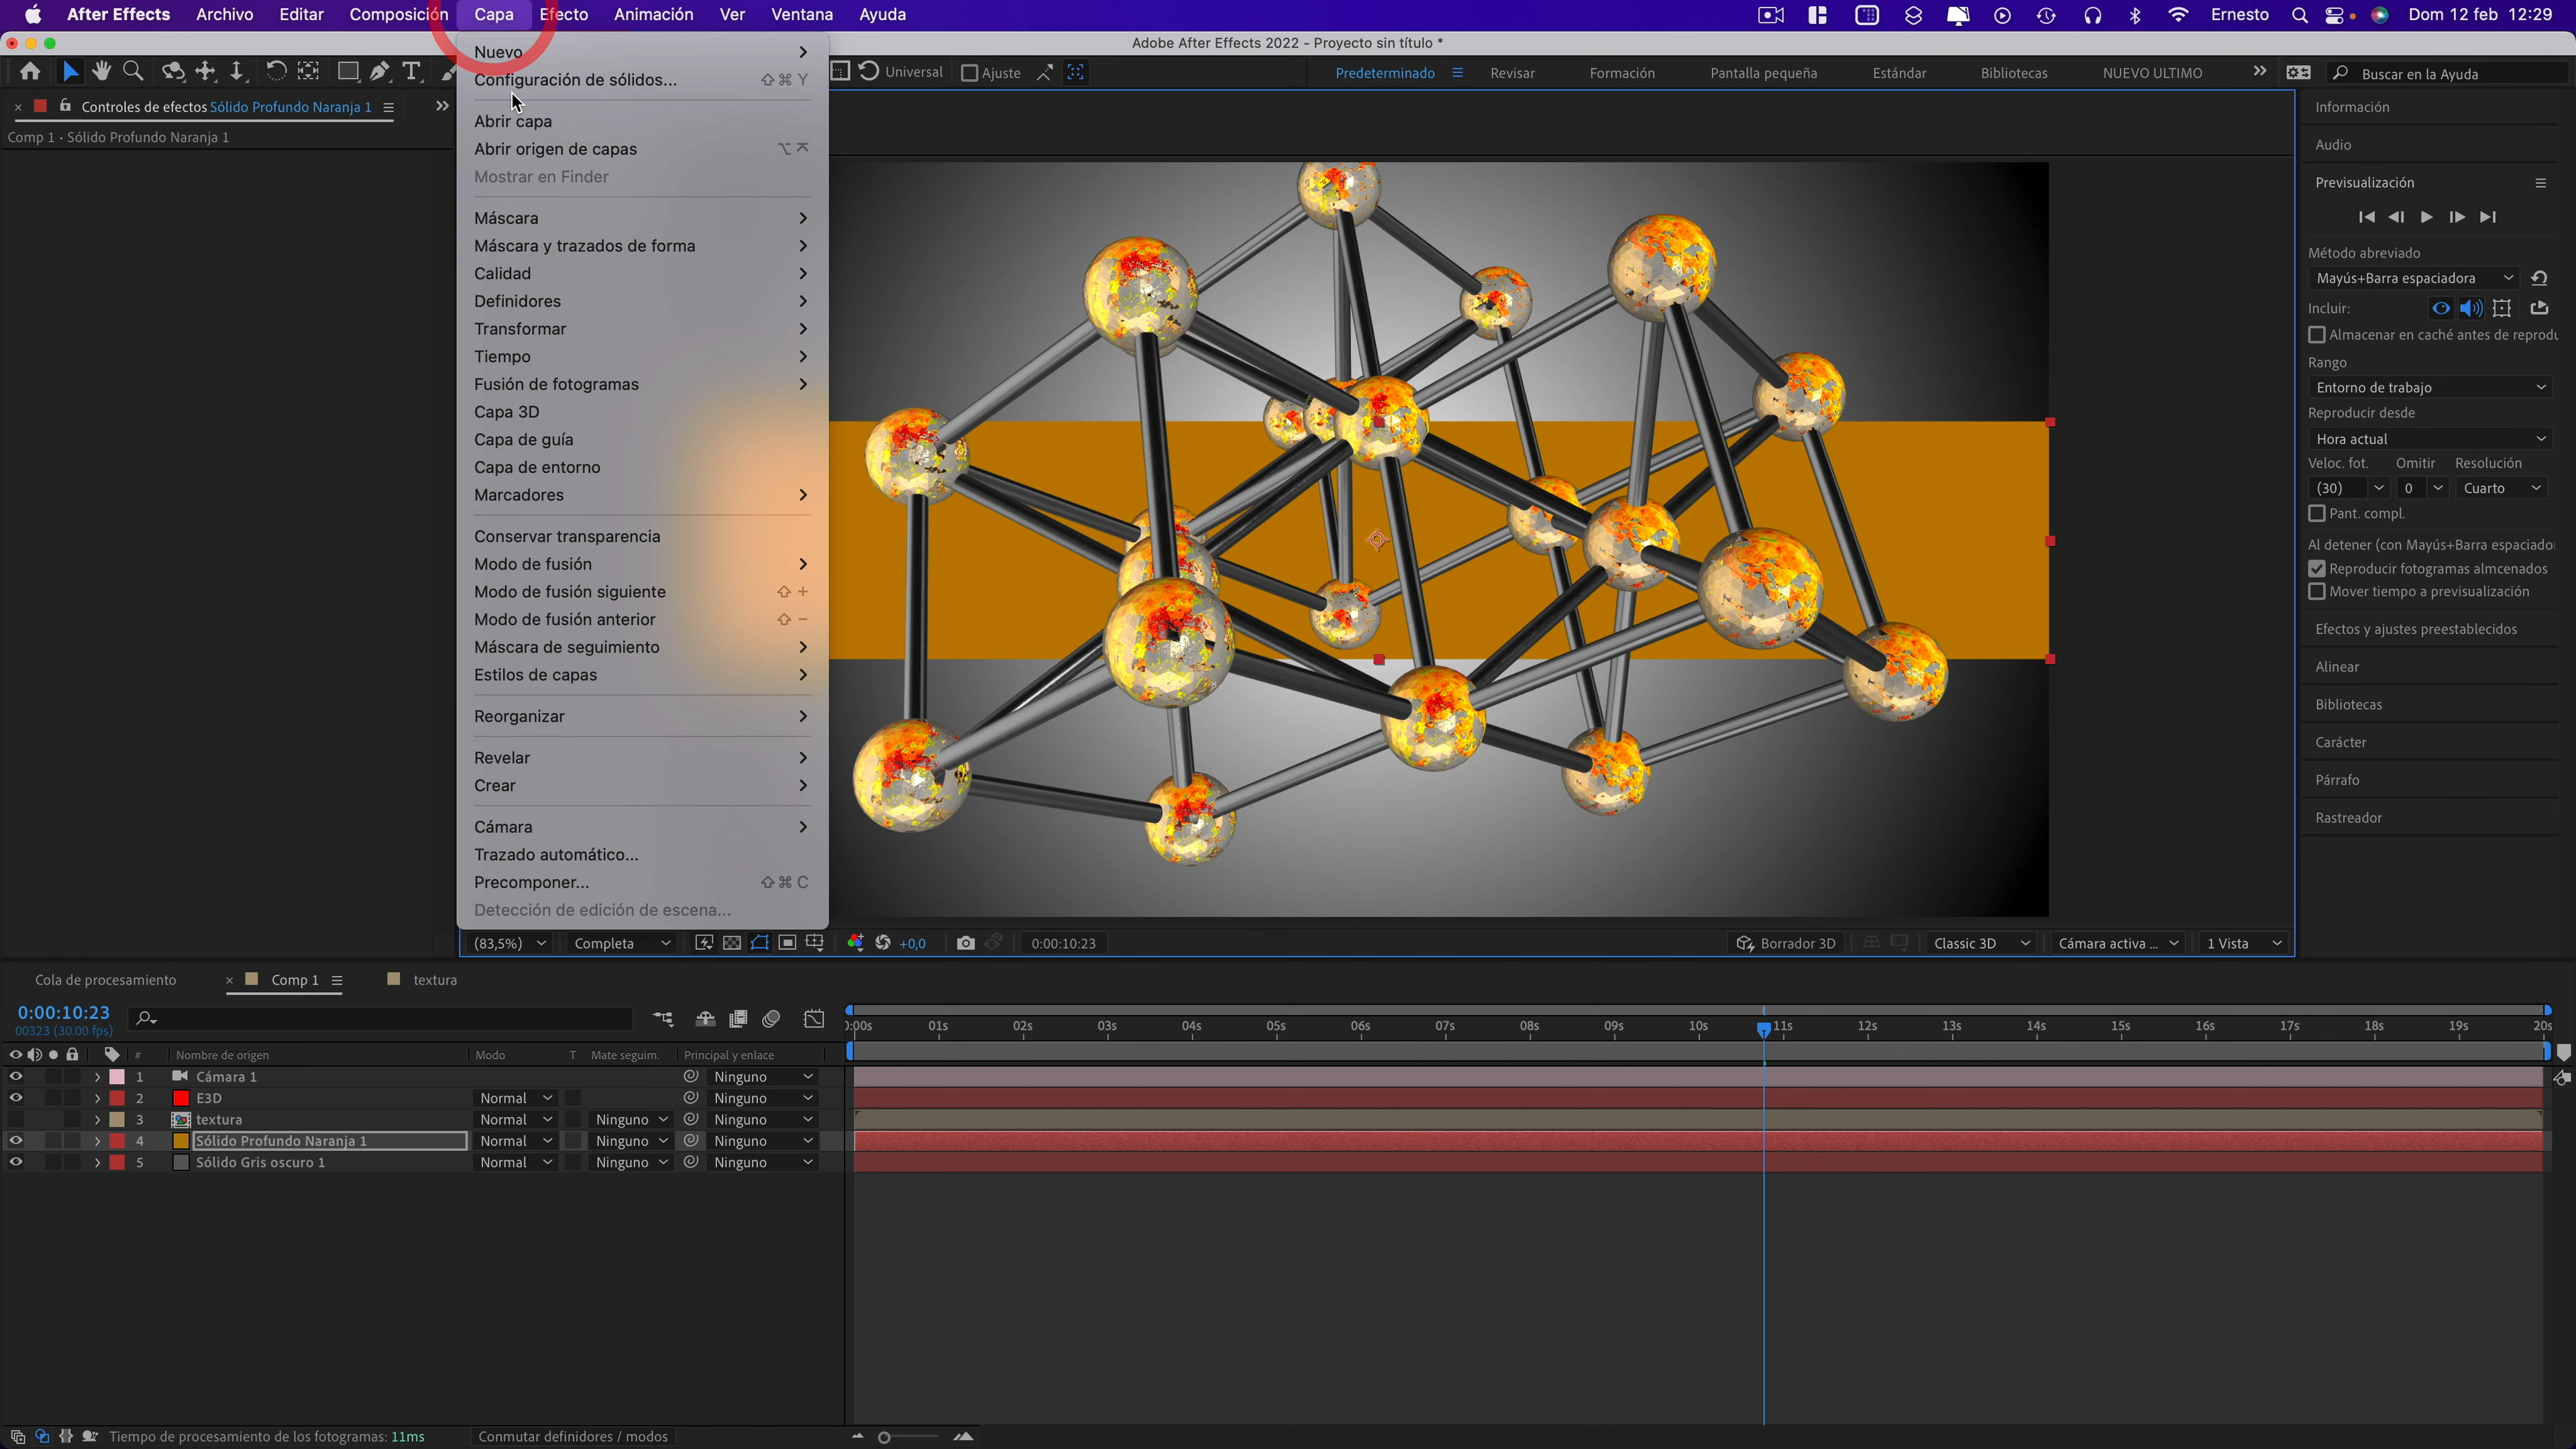 After Effects Archivo Editar Composición Capa Efecto Animación Ver Ventana Ayuda Ernesto Dom 12 feb 12:29
Adobe After Effects 2022 - Proyecto sin título *
Universal Ajuste Predeterminado Revisar Formación Pantalla pequeña Estándar Bibliotecas NUEVO ULTIMO Buscar en la Ayuda
Controles de efectos Sólido Profundo Naranja 1
Comp 1 • Sólido Profundo Naranja 1
Nuevo
Configuración de sólidos... ⇧⌘ Y
Abrir capa
Abrir origen de capas
Mostrar en Finder
Máscara
Máscara y trazados de forma
Calidad
Definidores
Transformar
Tiempo
Fusión de fotogramas
Capa 3D
Capa de guía
Capa de entorno
Marcadores
Conservar transparencia
Modo de fusión
Modo de fusión siguiente ⇧ +
Modo de fusión anterior ⇧ −
Máscara de seguimiento
Estilos de capas
Reorganizar
Revelar
Crear
Cámara
Trazado automático...
Precomponer... ⇧⌘ C
Detección de edición de escena...
Información
Audio
Previsualización
Método abreviado
Mayús+Barra espaciadora
Incluir:
Almacenar en caché antes de reprodu
Rango
Entorno de trabajo
Reproducir desde
Hora actual
Veloc. fot. Omitir Resolución
(30) 0 Cuarto
Pant. compl.
Al detener (con Mayús+Barra espaciado
Reproducir fotogramas almcenados
Mover tiempo a previsualización
Efectos y ajustes preestablecidos
Alinear
Bibliotecas
Carácter
Párrafo
Rastreador
(83,5%) Completa +0,0 0:00:10:23 Borrador 3D Classic 3D Cámara activa ... 1 Vista
Cola de procesamiento Comp 1 textura
0:00:10:23
00323 (30.00 fps)
):00s 01s 02s 03s 04s 05s 06s 07s 08s 09s 10s 11s 12s 13s 14s 15s 16s 17s 18s 19s 20s
# Nombre de origen Modo T Mate seguim. Principal y enlace
1 Cámara 1 Ninguno
2 E3D Normal Ninguno
3 textura Normal Ninguno Ninguno
4 Sólido Profundo Naranja 1 Normal Ninguno Ninguno
5 Sólido Gris oscuro 1 Normal Ninguno Ninguno
Tiempo de procesamiento de los fotogramas: 11ms Conmutar definidores / modos